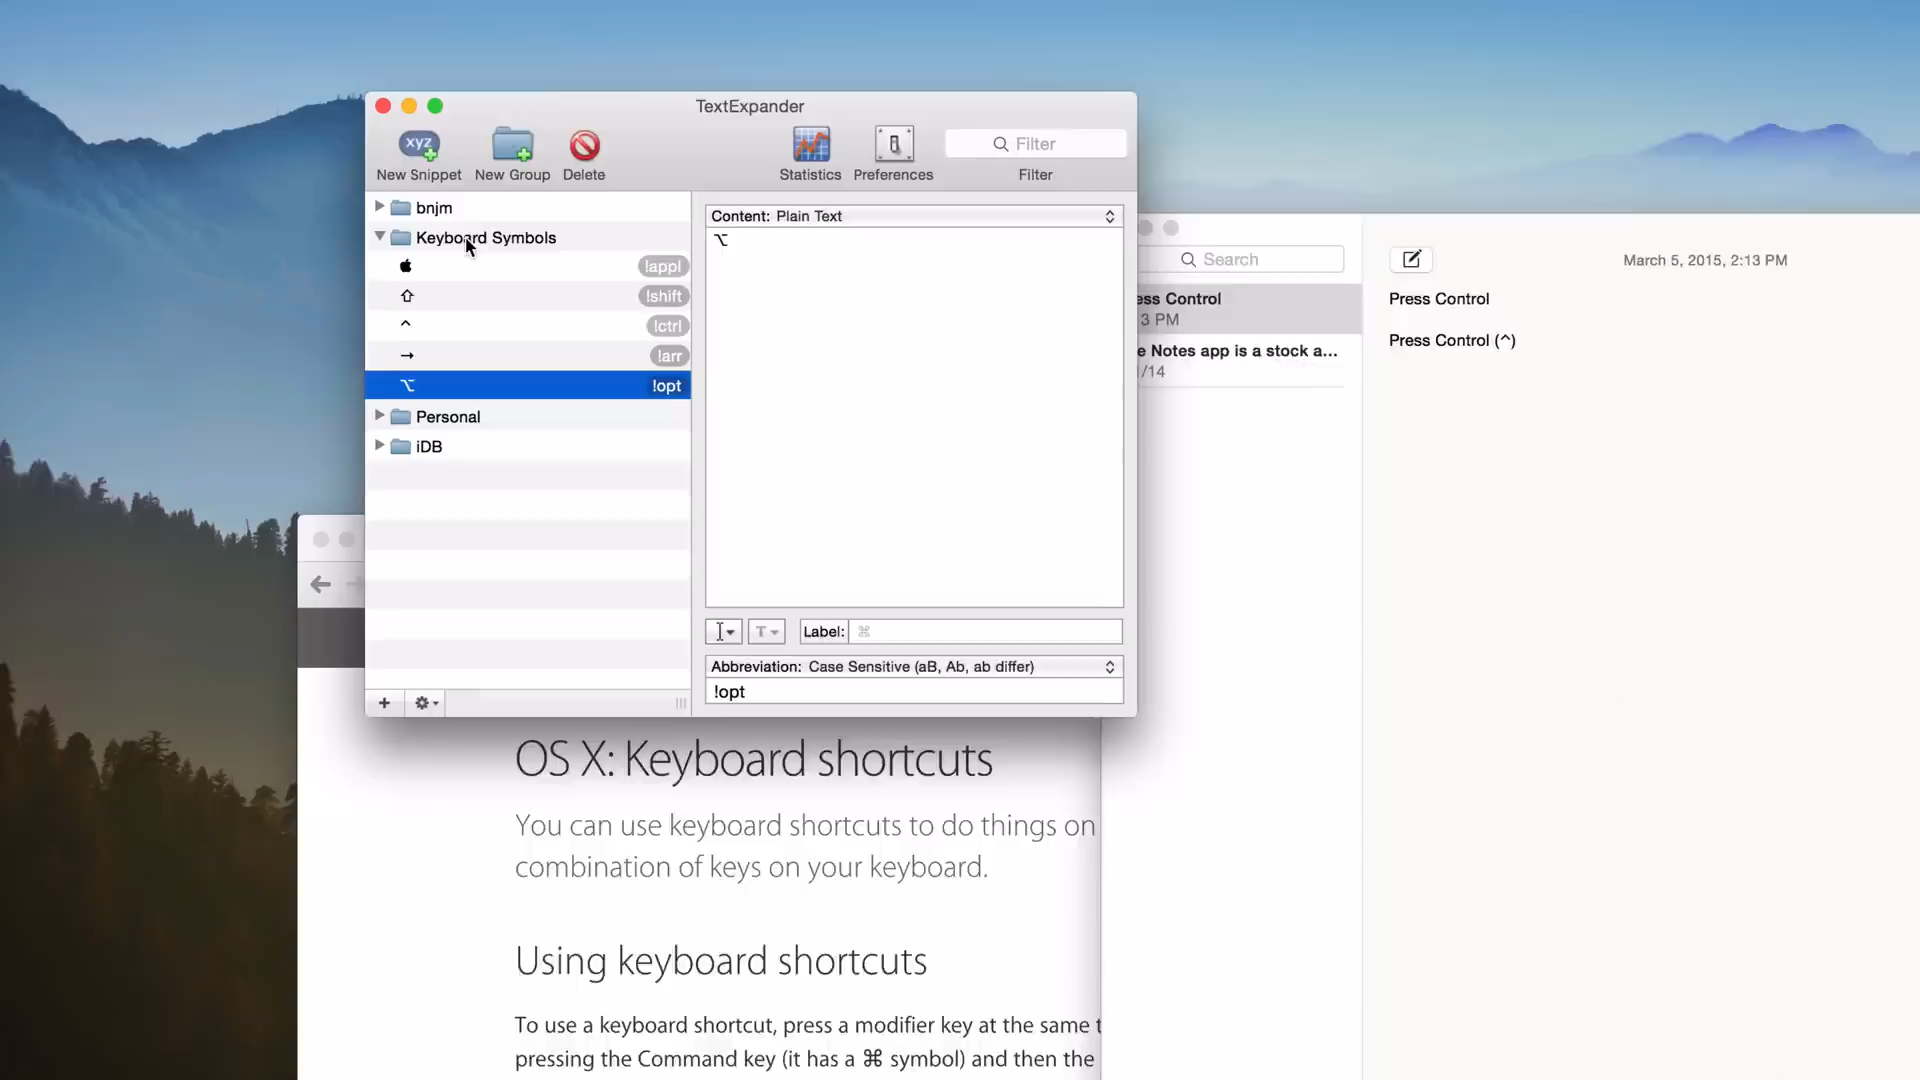 TextExpander
xyz
New Snippet
New Group
Delete
Statistics
Preferences
Filter
Filter
bnjm
Keyboard Symbols
!appl
⇧ !shift
^ !ctrl
→ !arr
⌥ !opt
Personal
iDB
Content: Plain Text
⌥
T
Label: ⌘
Abbreviation: Case Sensitive (aB, Ab, ab differ)
!opt
Search
ess Control
3 PM
e Notes app is a stock a...
/14
March 5, 2015, 2:13 PM
Press Control
Press Control (^)
OS X: Keyboard shortcuts
You can use keyboard shortcuts to do things on
combination of keys on your keyboard.
Using keyboard shortcuts
To use a keyboard shortcut, press a modifier key at the same t
pressing the Command key (it has a ⌘ symbol) and then the